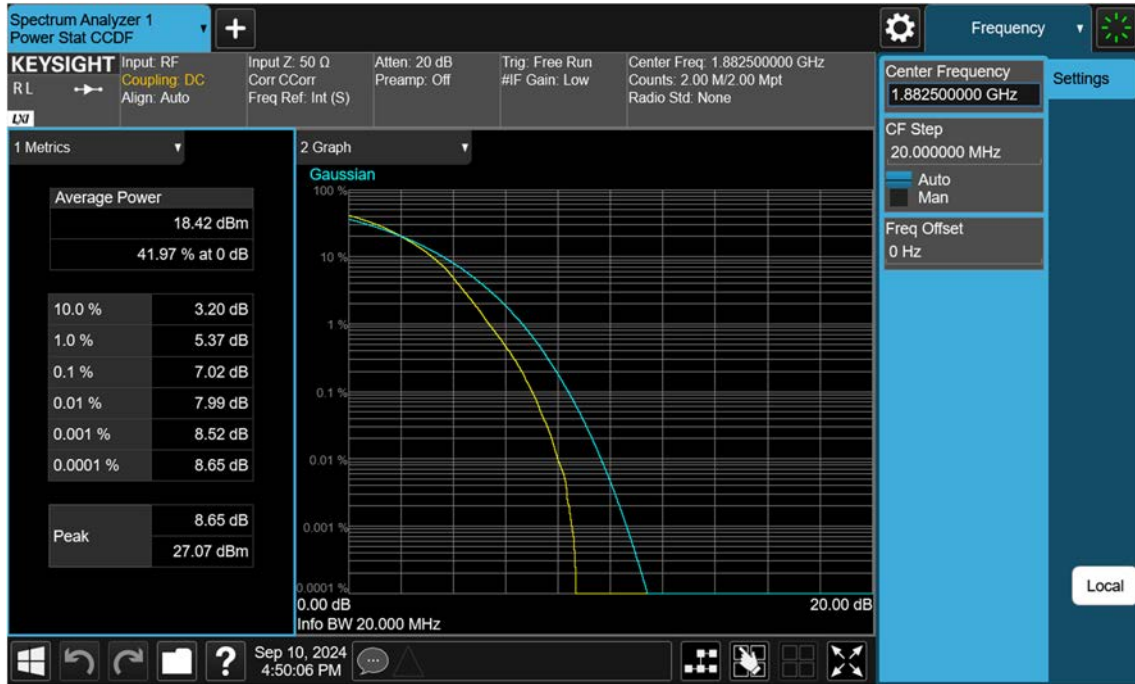 Spectrum Analyzer 1
Power Stat CCDF
+
Frequency
KEYSIGHT
R L
LXI
Input: RF
Coupling: DC
Align: Auto
Input Z: 50 Ω
Corr CCorr
Freq Ref: Int (S)
Atten: 20 dB
Preamp: Off
Trig: Free Run
#IF Gain: Low
Center Freq: 1.882500000 GHz
Counts: 2.00 M/2.00 Mpt
Radio Std: None
Center Frequency
1.882500000 GHz
Settings
CF Step
20.000000 MHz
Auto
Man
Freq Offset
0 Hz
1 Metrics
Average Power
18.42 dBm
41.97 % at 0 dB
10.0 % 3.20 dB
1.0 % 5.37 dB
0.1 % 7.02 dB
0.01 % 7.99 dB
0.001 % 8.52 dB
0.0001 % 8.65 dB
Peak
8.65 dB
27.07 dBm
2 Graph
Gaussian
100 %
10 %
1 %
0.1 %
0.01 %
0.001 %
0.0001 %
0.00 dB 20.00 dB
Info BW 20.000 MHz
Local
?
Sep 10, 2024
4:50:06 PM